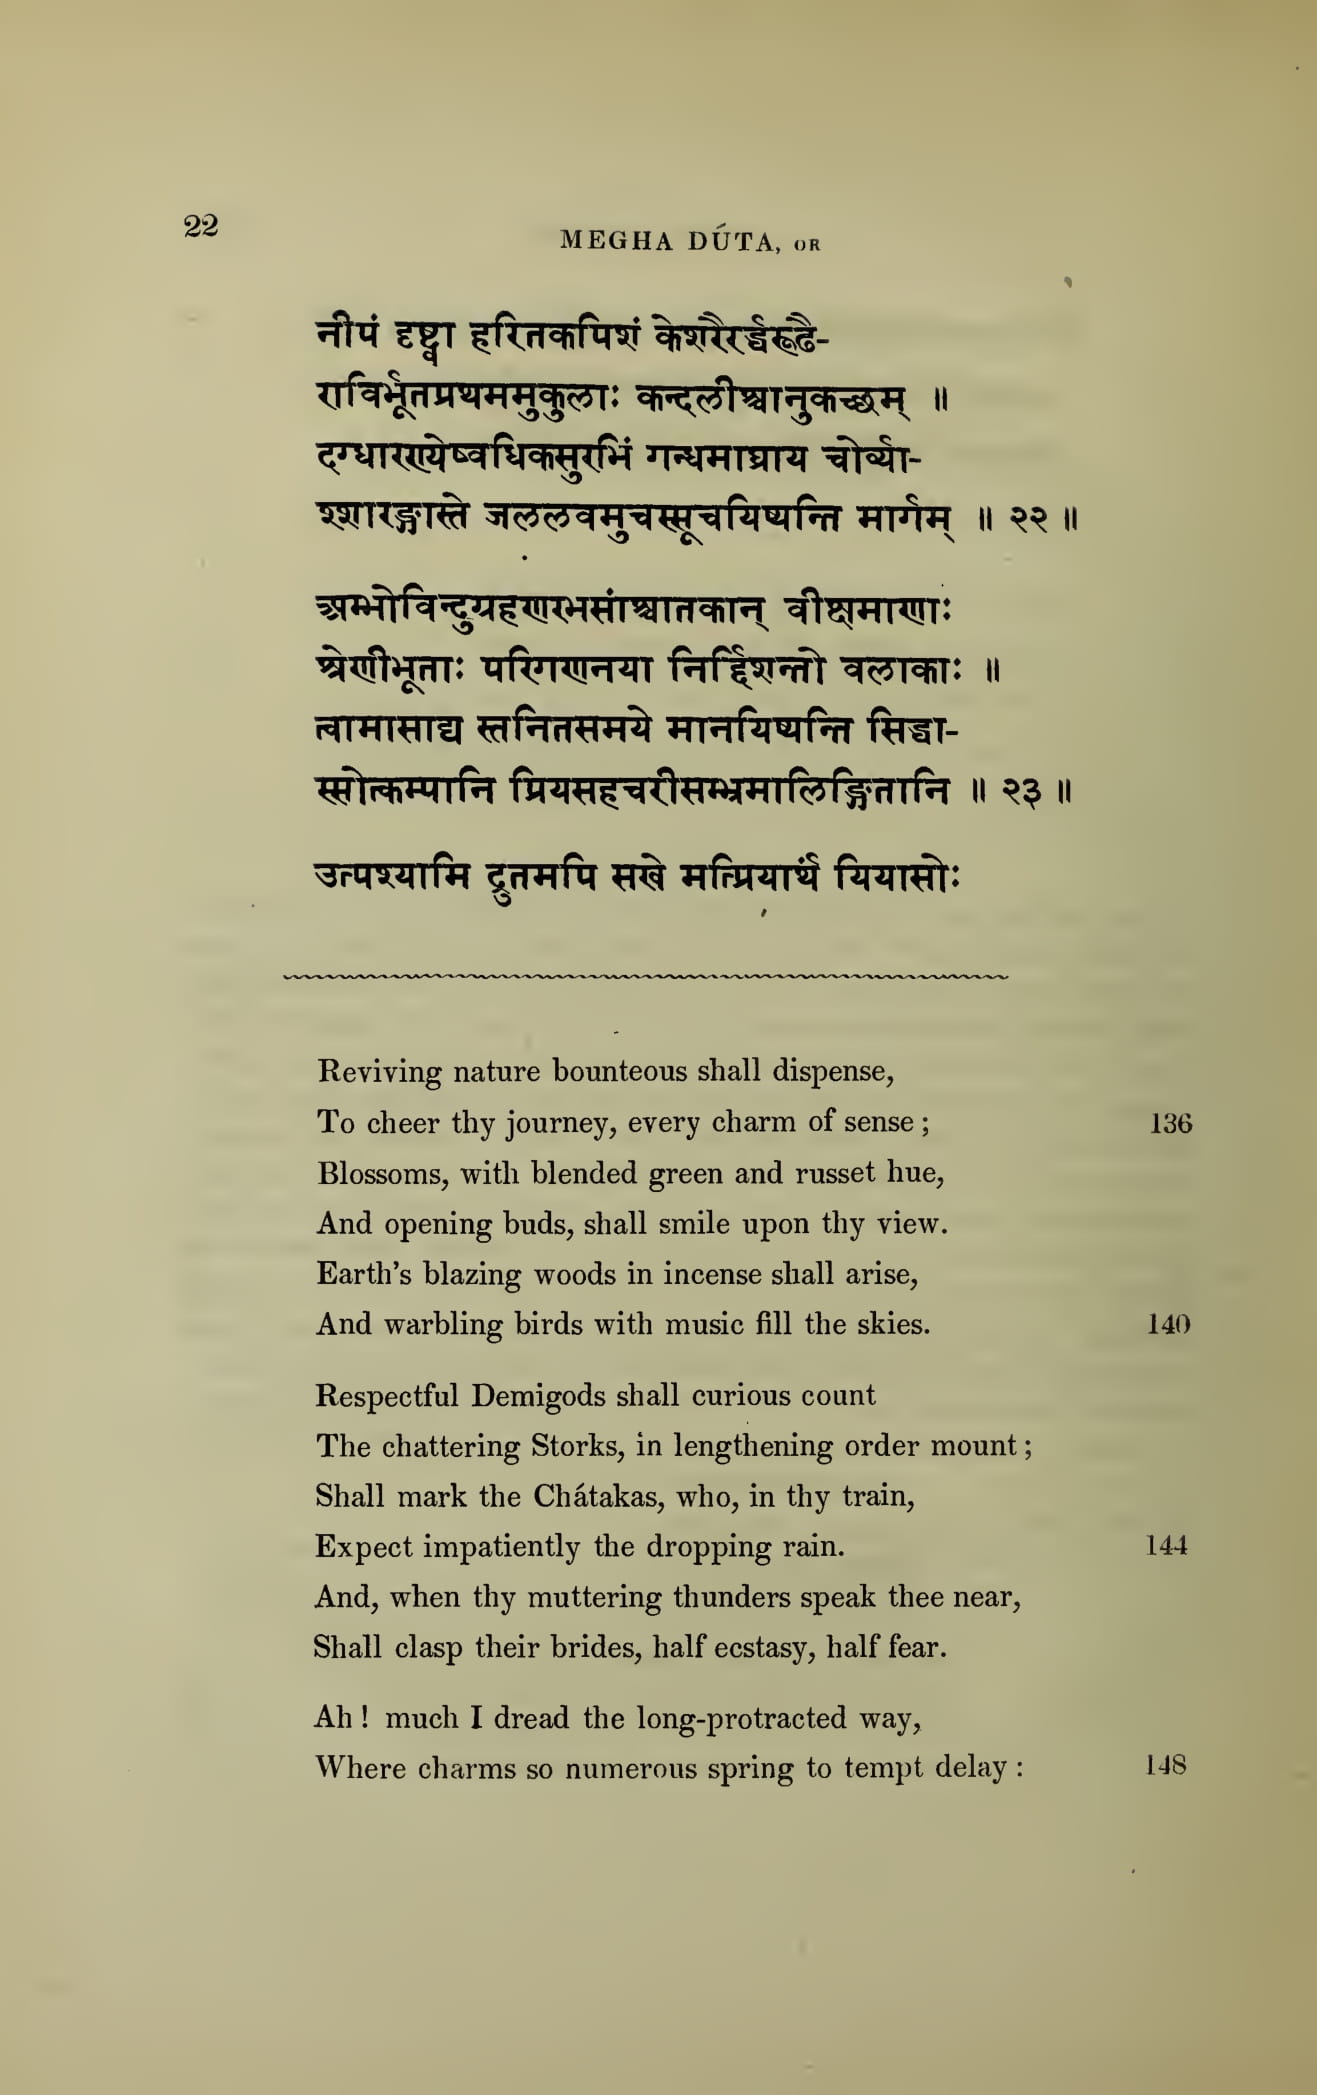 22
MEGHA DÚTA, OR
नीपं दृष्ट्वा हरितकपिशं केशरैरर्द्धरूढै-
राविर्भूतप्रथममुकुलाः कन्दलीश्चानुकच्छम् ॥
दग्धारण्येष्वधिकसुरभिं गन्धमाघ्राय चोर्व्या-
श्शारङ्गास्ते जललवमुचस्सूचयिष्यन्ति मार्गम् ॥ २२ ॥
अम्भोविन्दुग्रहणरभसांश्चातकान् वीक्षमाणाः
श्रेणीभूताः परिगणनया निर्द्दिशन्तो वलाकाः ॥
त्वामासाद्य स्तनितसमये मानयिष्यन्ति सिद्धा-
स्सोत्कम्पानि प्रियसहचरीसम्भ्रमालिङ्गितानि ॥ २३ ॥
उत्पश्यामि द्रुतमपि सखे मत्प्रियार्थं यियासोः
Reviving nature bounteous shall dispense,
To cheer thy journey, every charm of sense ; 136
Blossoms, with blended green and russet hue,
And opening buds, shall smile upon thy view.
Earth's blazing woods in incense shall arise,
And warbling birds with music fill the skies. 140
Respectful Demigods shall curious count
The chattering Storks, in lengthening order mount ;
Shall mark the Chátakas, who, in thy train,
Expect impatiently the dropping rain. 144
And, when thy muttering thunders speak thee near,
Shall clasp their brides, half ecstasy, half fear.
Ah ! much I dread the long-protracted way,
Where charms so numerous spring to tempt delay : 148